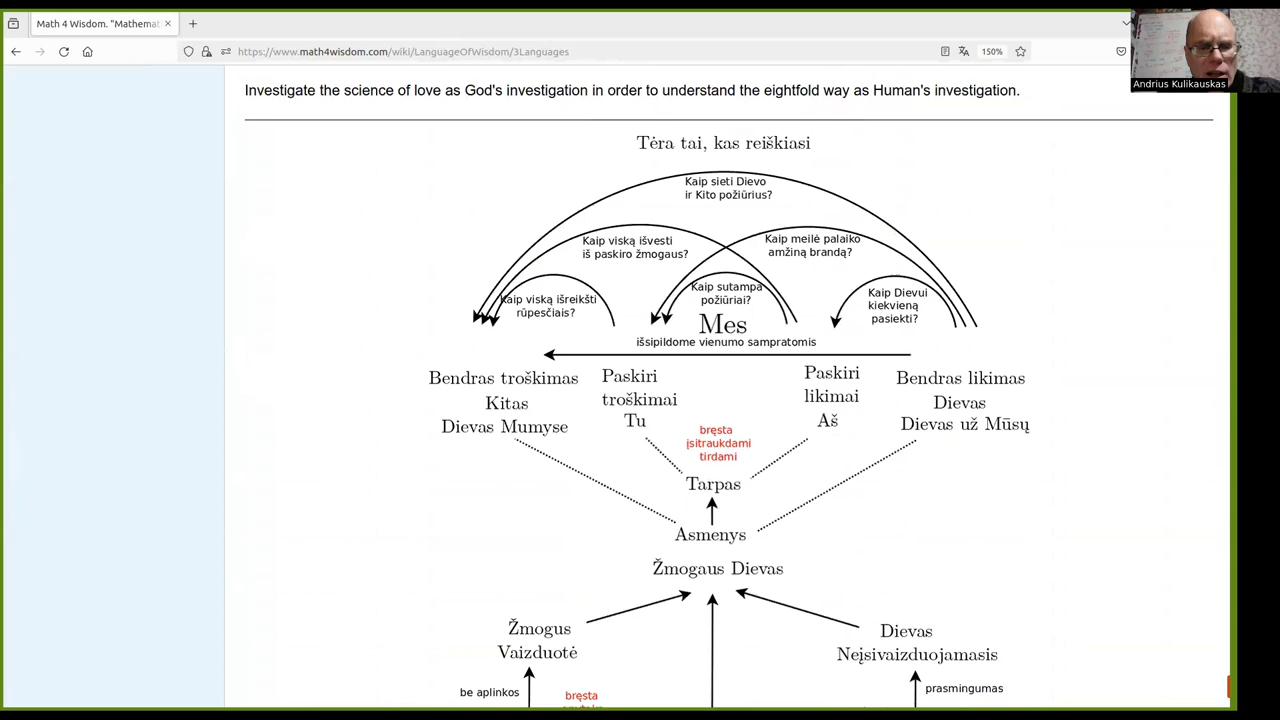 Math 4 Wisdom. "Mathemat
https://www.math4wisdom.com/wiki/LanguageOfWisdom/3Languages
150%
Andrius Kulikauskas
Investigate the science of love as God's investigation in order to understand the eightfold way as Human's investigation.
Tėra tai, kas reiškiasi
Kaip sieti Dievo
ir Kito požiūrius?
Kaip viską išvesti
iš paskiro žmogaus?
Kaip meilė palaiko
amžiną brandą?
Kaip viską išreikšti
rūpesčiais?
Kaip sutampa
požiūriai?
Kaip Dievui
kiekvieną
pasiekti?
Mes
išsipildome vienumo sampratomis
Bendras troškimas
Kitas
Dievas Mumyse
Paskiri
troškimai
Tu
Paskiri
likimai
Aš
Bendras likimas
Dievas
Dievas už Mūsų
bręsta
įsitraukdami
tirdami
Tarpas
Asmenys
Žmogaus Dievas
Žmogus
Vaizduotė
Dievas
Neįsivaizduojamasis
be aplinkos
bręsta
prasmingumas